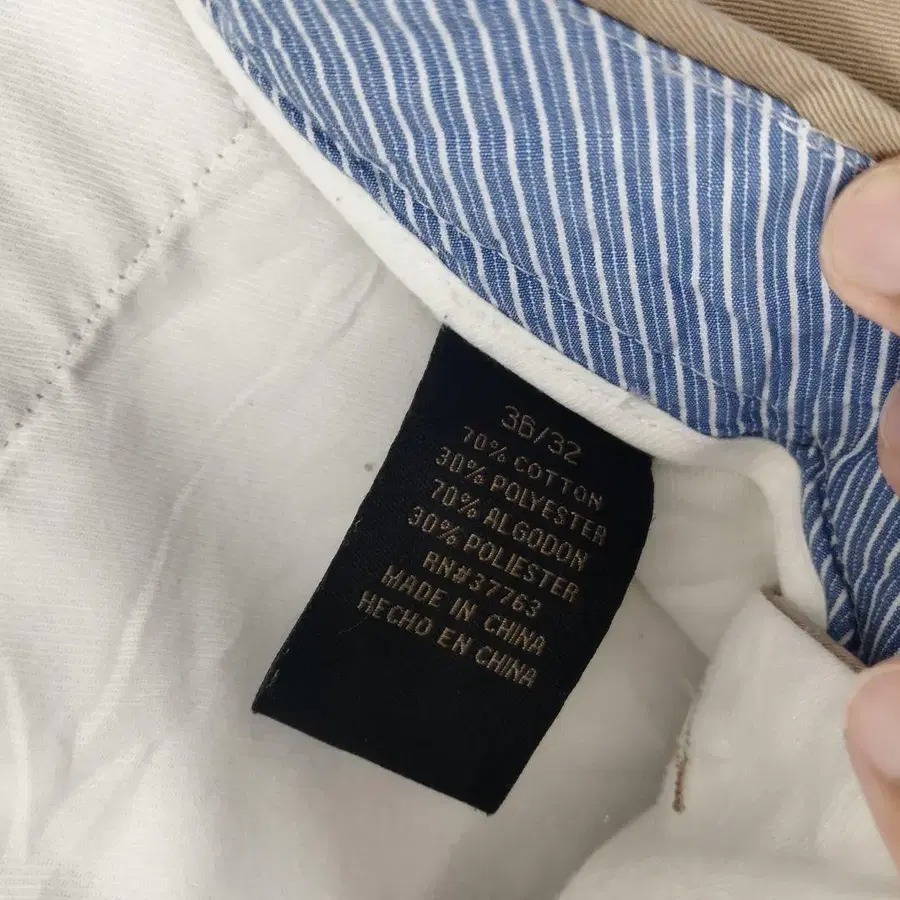 36/32
70% COTTON
30% POLYESTER
70% ALGODON
30% POLIESTER
RN#37763
MADE IN CHINA
HECHO EN CHINA